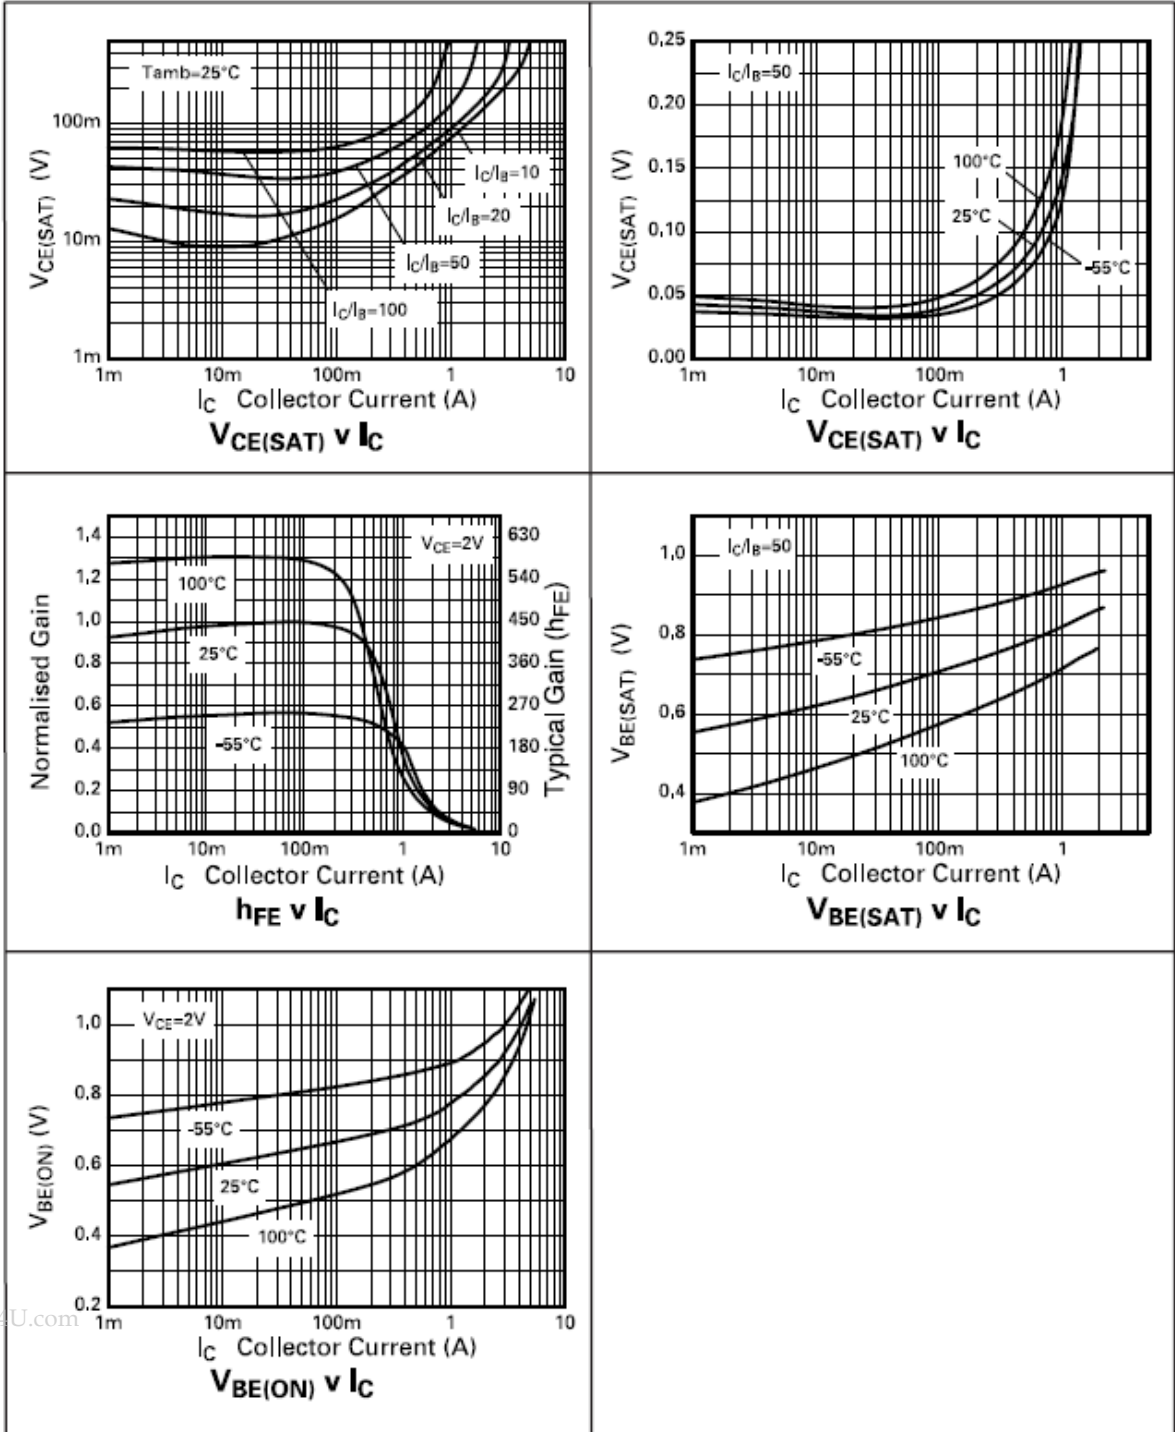 Tamb=25°C
100m
10m
1m
VCE(SAT) (V)
IC/IB=10
IC/IB=20
IC/IB=50
IC/IB=100
1m 10m 100m 1 10
IC Collector Current (A)
VCE(SAT) v IC
IC/IB=50
0,25
0,20
0,15
0,10
0,05
0.00
VCE(SAT) (V)
100°C
25°C
-55°C
1m 10m 100m 1
IC Collector Current (A)
VCE(SAT) v IC
VCE=2V
1,4
1,2
1,0
0.8
0.6
0.4
0.2
0.0
Normalised Gain
100°C
25°C
-55°C
630
540
450
360
270
180
90
0
Typical Gain (hFE)
1m 10m 100m 1 10
IC Collector Current (A)
hFE v IC
IC/IB=50
1,0
0.8
0.6
0,4
VBE(SAT) (V)
-55°C
25°C
100°C
1m 10m 100m 1
IC Collector Current (A)
VBE(SAT) v IC
VCE=2V
1,0
0.8
0.6
0.4
0.2
VBE(ON) (V)
-55°C
25°C
100°C
1m 10m 100m 1 10
IC Collector Current (A)
VBE(ON) v IC
U.com